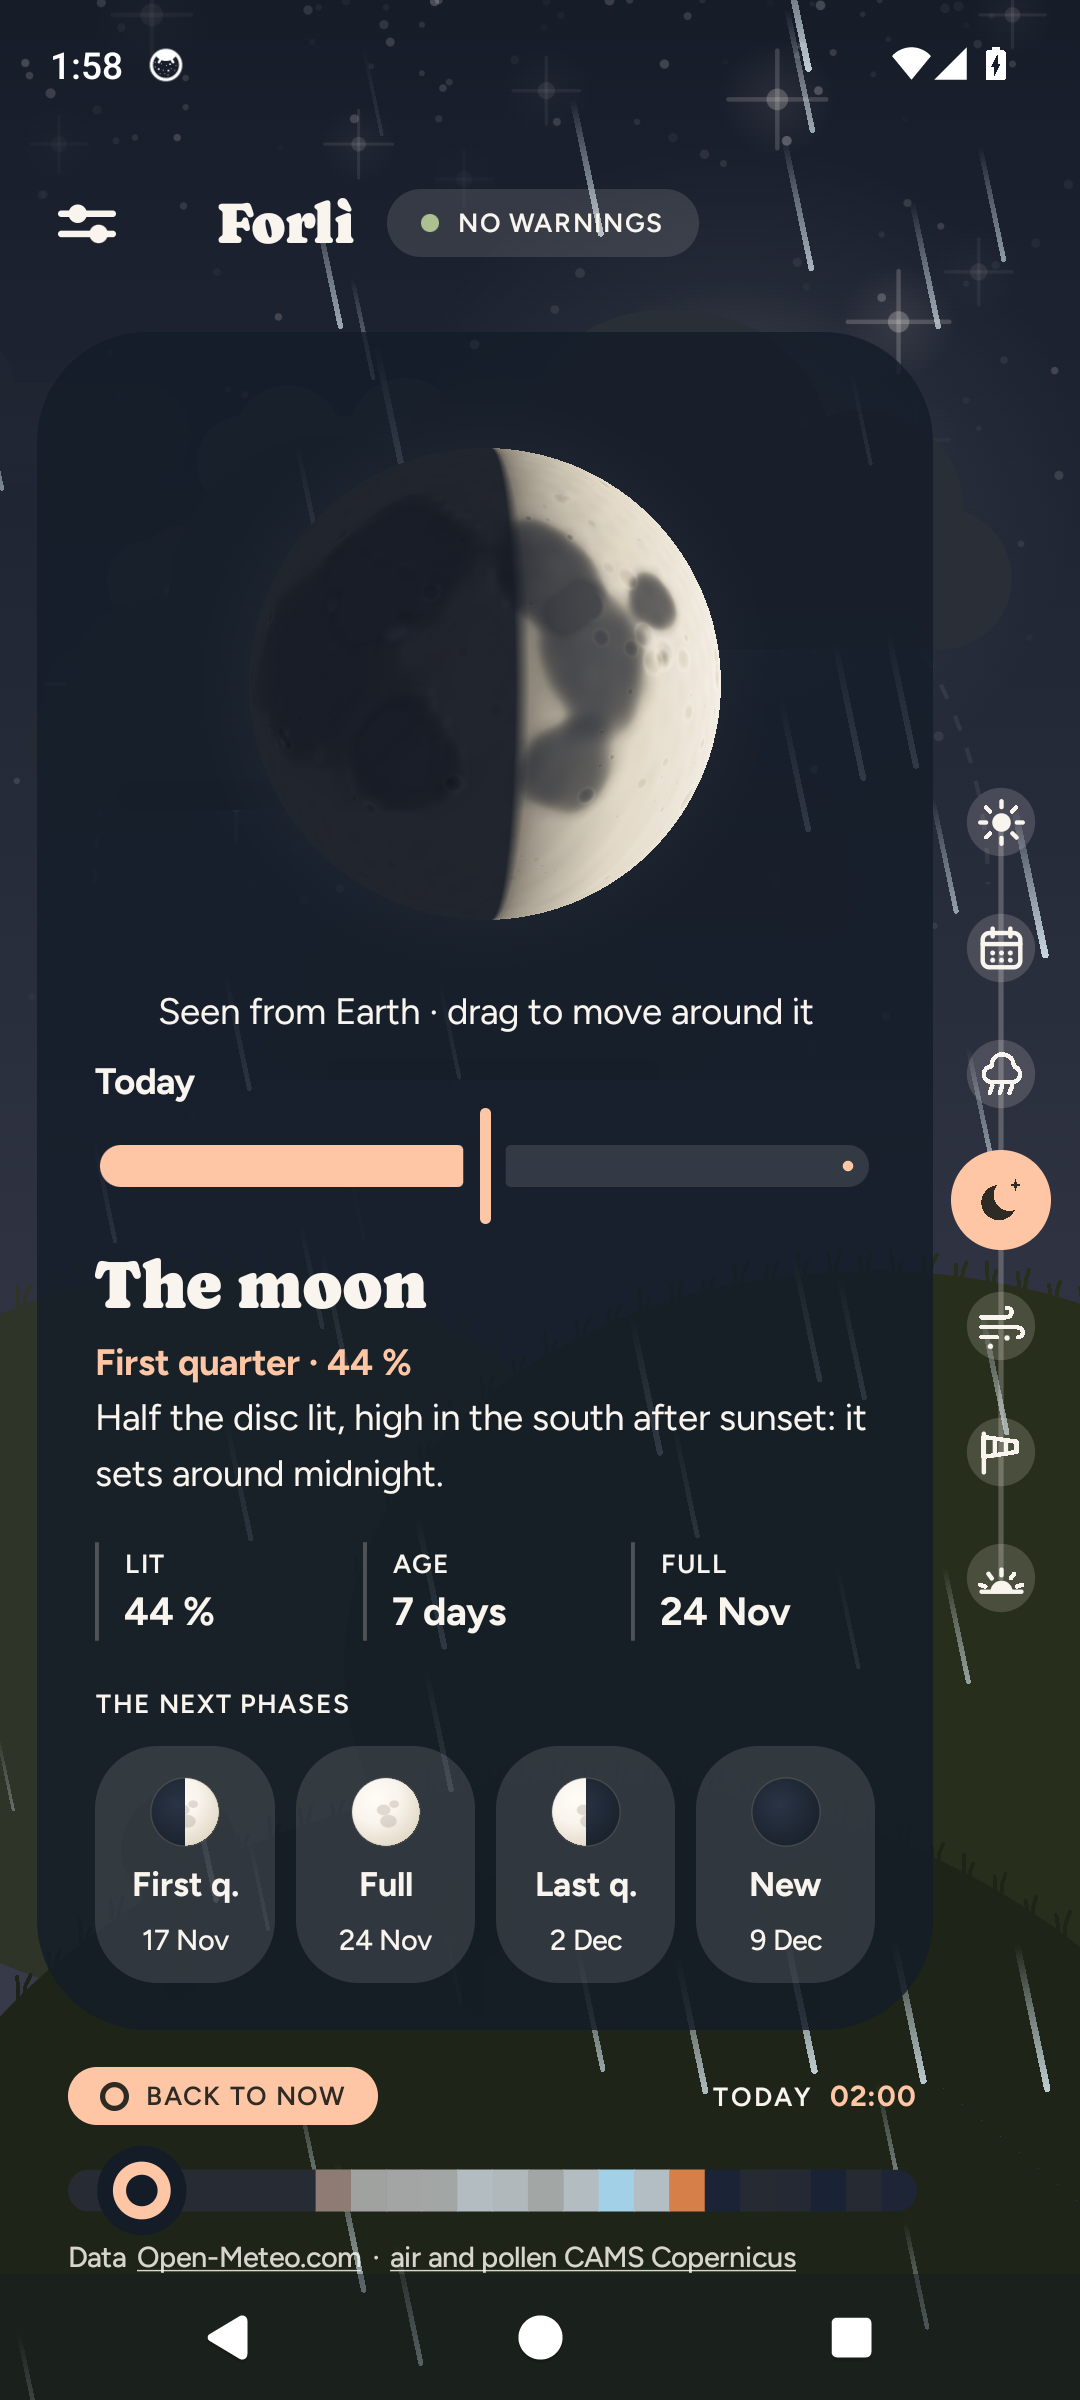 1:58
Forlì
NO WARNINGS
Seen from Earth · drag to move around it
Today
The moon
First quarter · 44 %
Half the disc lit, high in the south after sunset: it
sets around midnight.
LIT
44 %
AGE
7 days
FULL
24 Nov
THE NEXT PHASES
First q.
17 Nov
Full
24 Nov
Last q.
2 Dec
New
9 Dec
BACK TO NOW
TODAY 02:00
Data Open-Meteo.com · air and pollen CAMS Copernicus